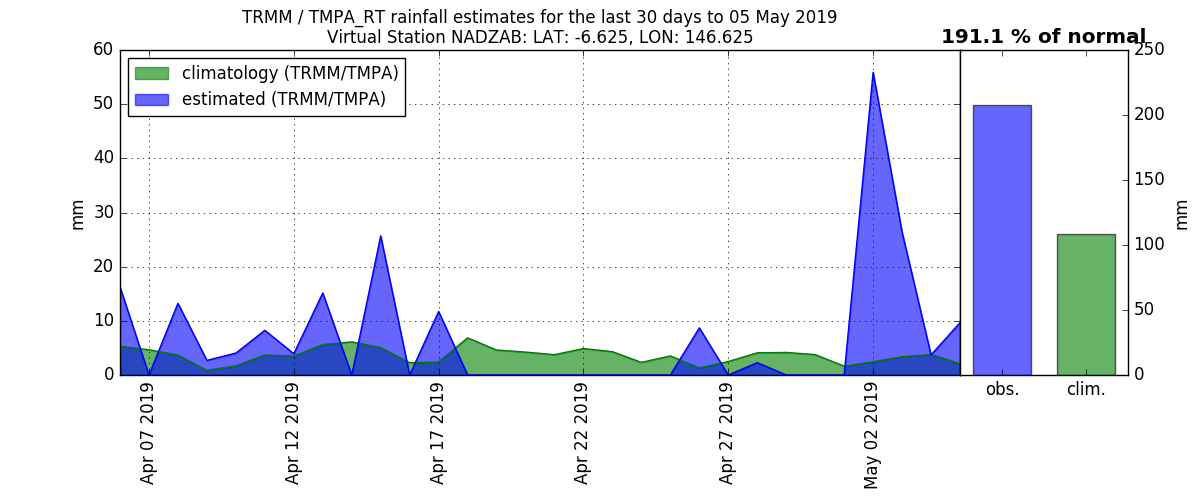 TRMM / TMPA_RT rainfall estimates for the last 30 days to 05 May 2019
Virtual Station NADZAB: LAT: -6.625, LON: 146.625
191.1 % of normal
climatology (TRMM/TMPA)
estimated (TRMM/TMPA)
mm
60
50
40
30
20
10
0
Apr 07 2019
Apr 12 2019
Apr 17 2019
Apr 22 2019
Apr 27 2019
May 02 2019
250
200
150
100
50
0
mm
obs.
clim.